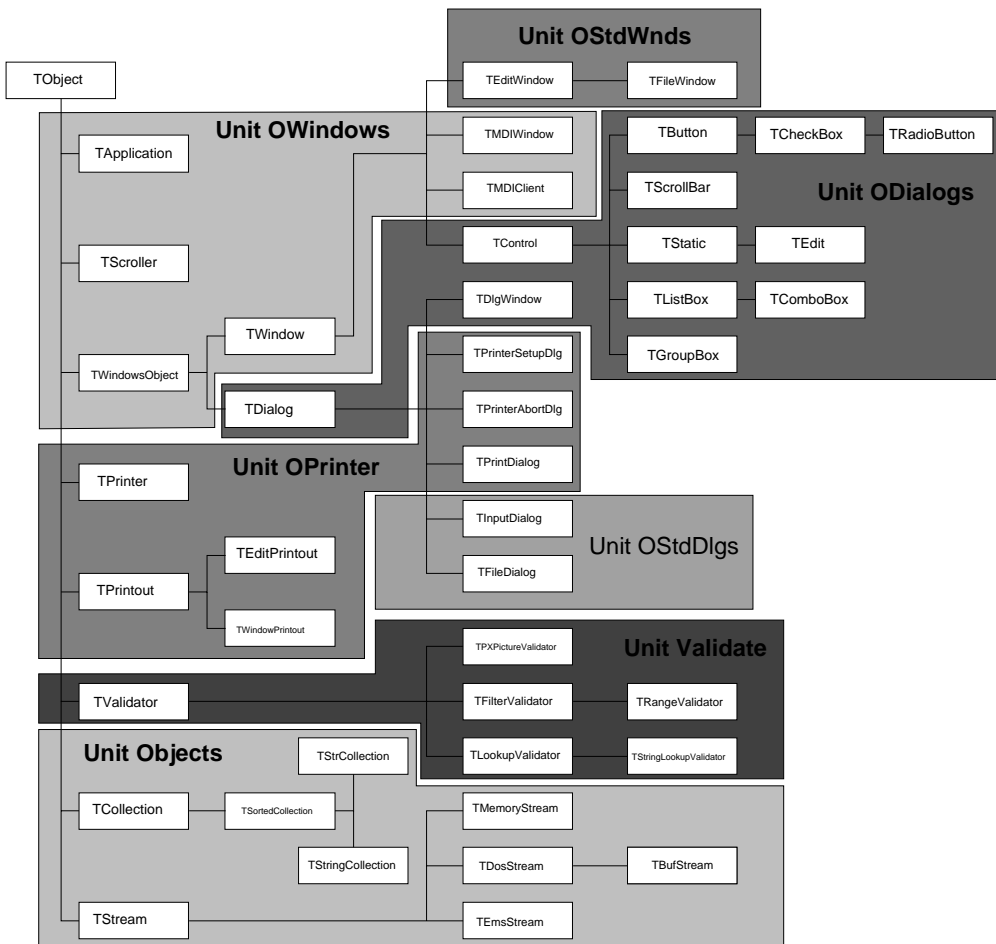 Unit OStdWnds
TObject
TEditWindow
TFileWindow
Unit OWindows
TMDIWindow
TButton
TCheckBox
TRadioButton
TApplication
TMDIClient
TScrollBar
Unit ODialogs
TControl
TStatic
TEdit
TScroller
TDlgWindow
TListBox
TComboBox
TWindow
TPrinterSetupDlg
TGroupBox
TWindowsObject
TDialog
TPrinterAbortDlg
Unit OPrinter
TPrintDialog
TPrinter
TInputDialog
Unit OStdDlgs
TEditPrintout
TFileDialog
TPrintout
TWindowPrintout
TPXPictureValidator
Unit Validate
TValidator
TFilterValidator
TRangeValidator
Unit Objects
TStrCollection
TLookupValidator
TStringLookupValidator
TCollection
TSortedCollection
TMemoryStream
TStringCollection
TDosStream
TBufStream
TStream
TEmsStream